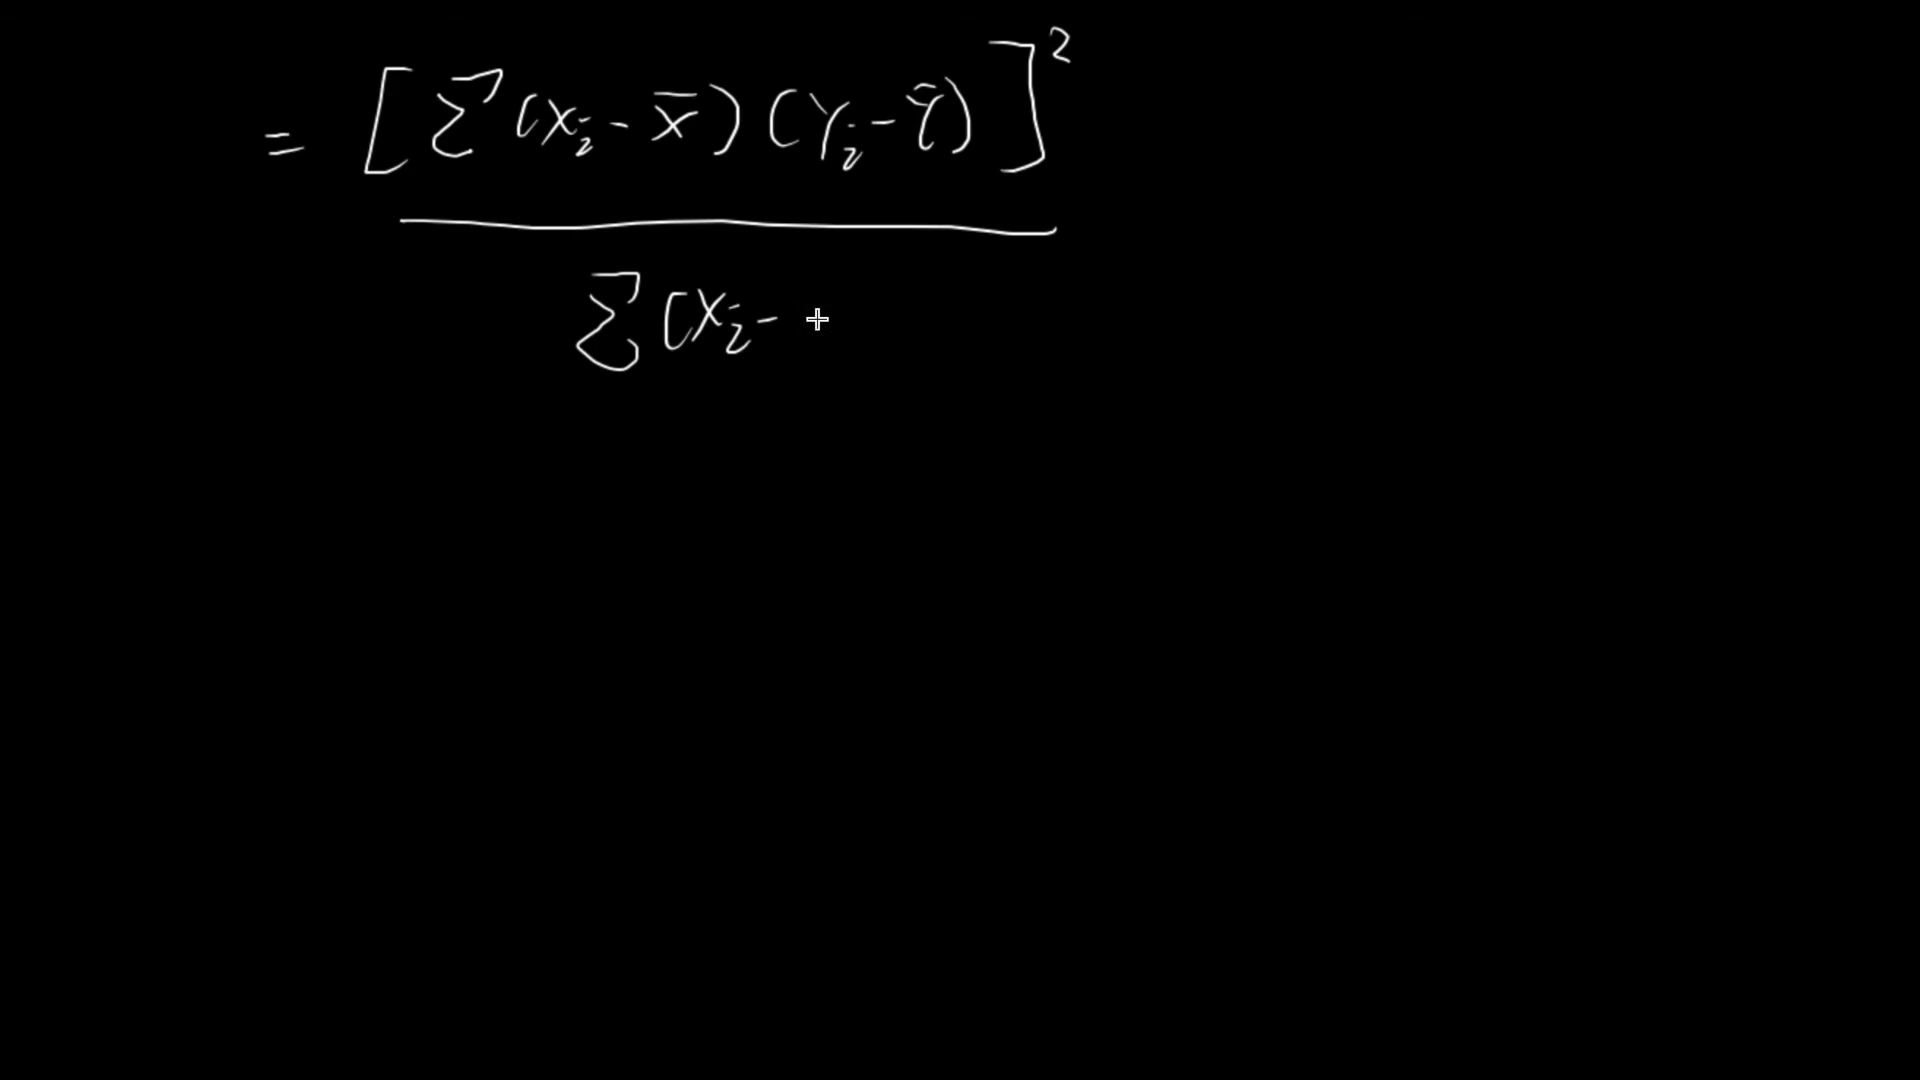 = [Σ(Xᵢ - X̄)(Yᵢ - Ȳ)]²
Σ(Xᵢ -